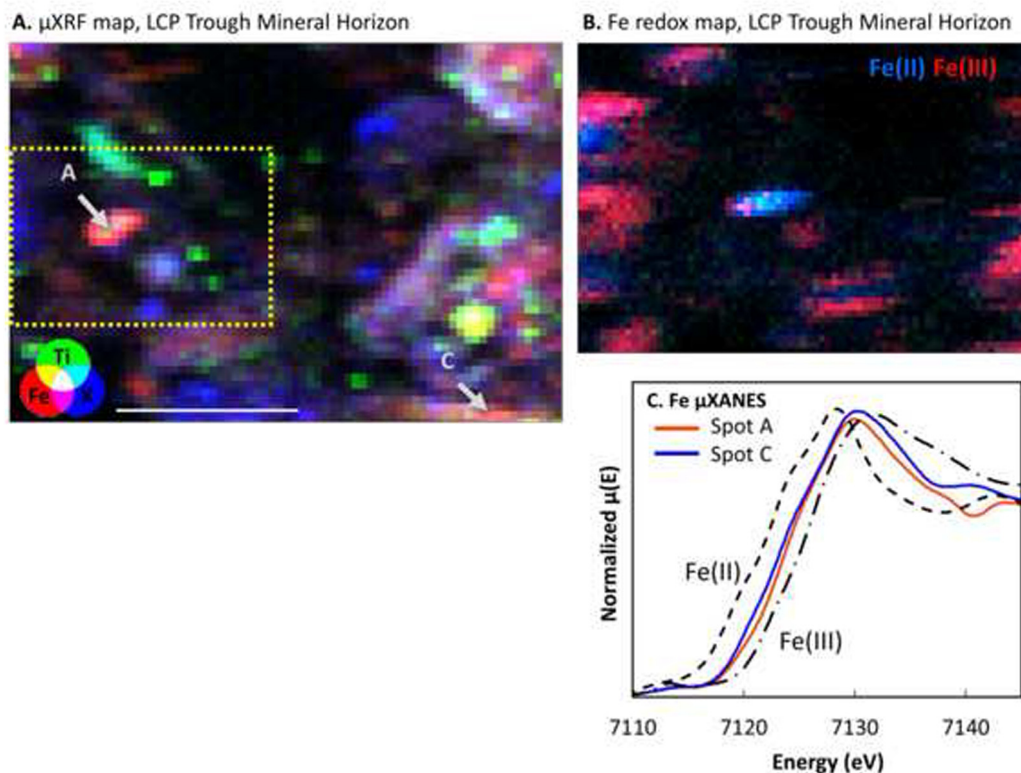 A. µXRF map, LCP Trough Mineral Horizon
A
C
Ti
Fe K
B. Fe redox map, LCP Trough Mineral Horizon
Fe(II) Fe(III)
C. Fe µXANES
Spot A
Spot C
Fe(II)
Fe(III)
Normalized µ(E)
7110 7120 7130 7140
Energy (eV)